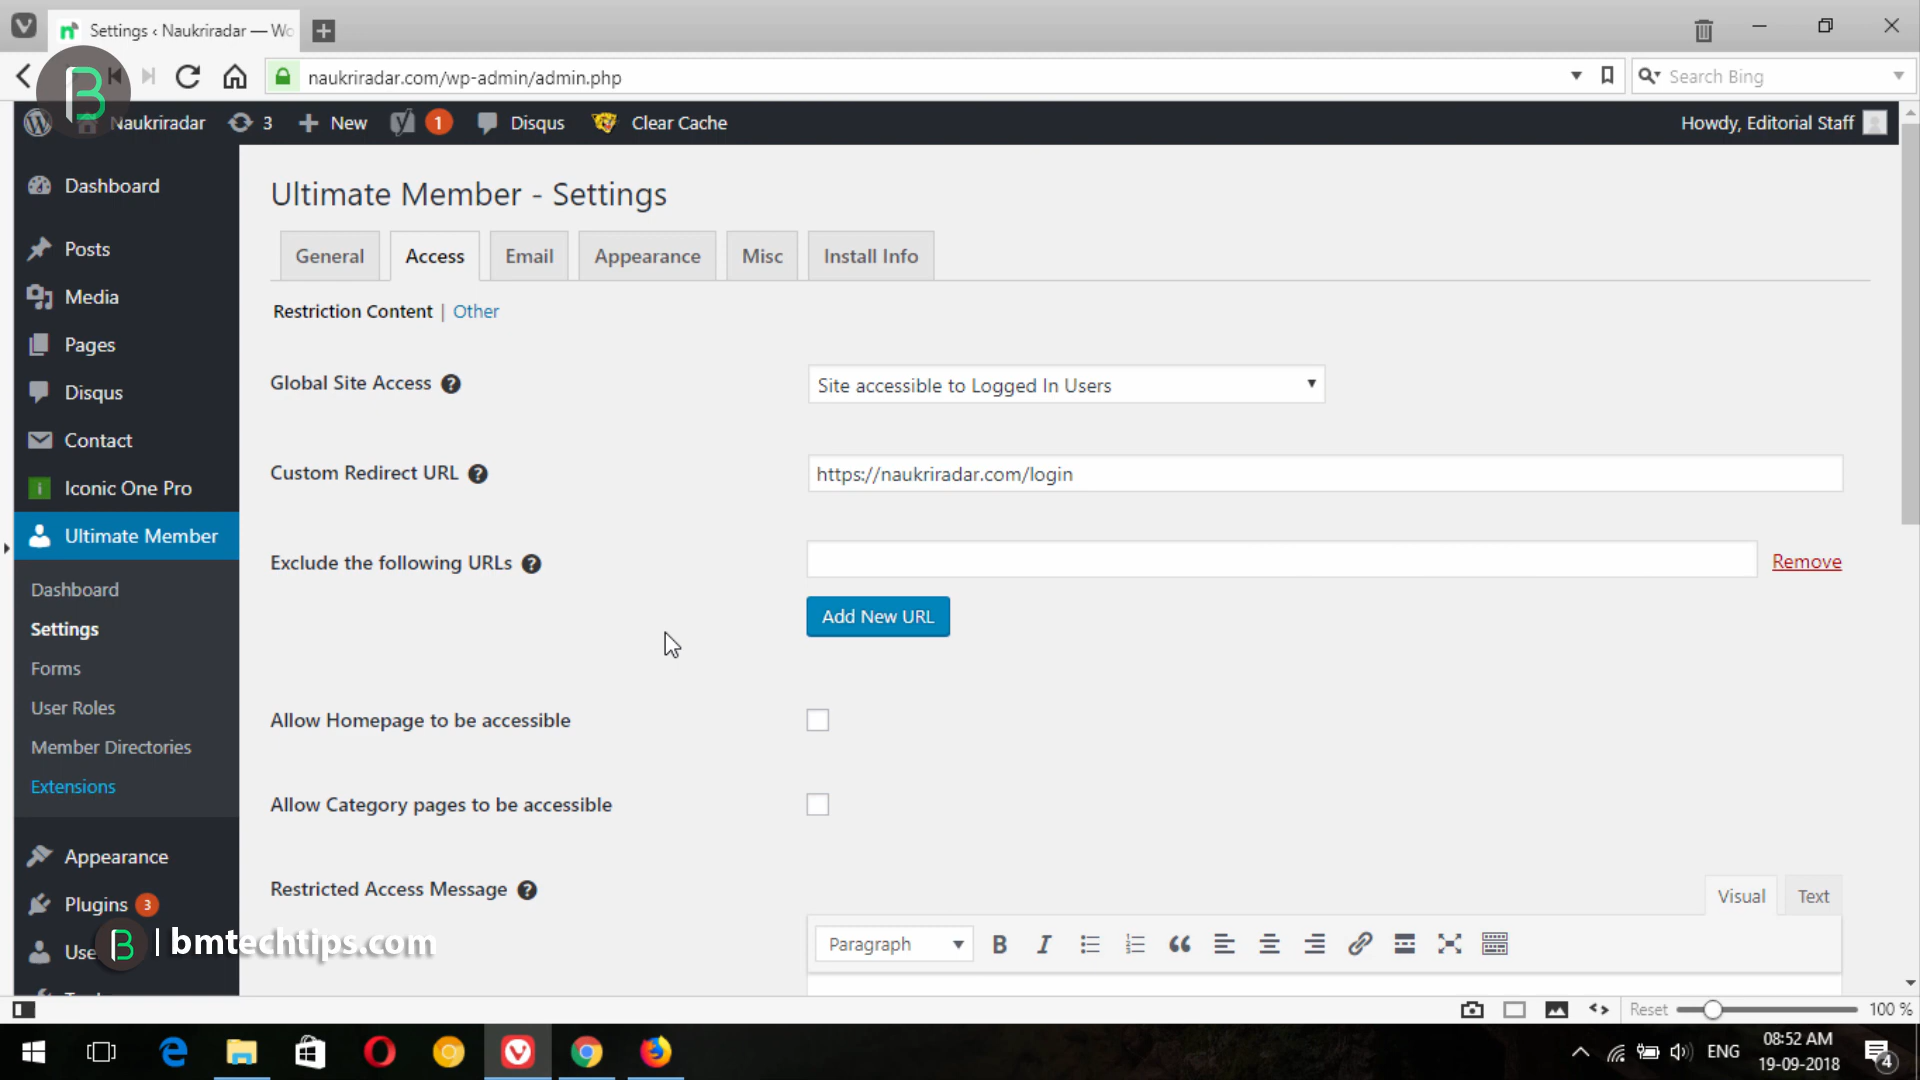 Settings ‹ Naukriradar — Wo
naukriradar.com/wp-admin/admin.php
Search Bing
Naukriradar 3 New 1 Disqus Clear Cache Howdy, Editorial Staff
Dashboard
Posts
Media
Pages
Disqus
Contact
Iconic One Pro
Ultimate Member
Dashboard
Settings
Forms
User Roles
Member Directories
Extensions
Appearance
Plugins 3
Use
Ultimate Member - Settings
General Access Email Appearance Misc Install Info
Restriction Content | Other
Global Site Access ? Site accessible to Logged In Users
Custom Redirect URL ? https://naukriradar.com/login
Exclude the following URLs ? Remove
Add New URL
Allow Homepage to be accessible
Allow Category pages to be accessible
Restricted Access Message ?
Visual Text
Paragraph B I
B | bmtechtips.com
Reset 100 %
ENG 08:52 AM
19-09-2018 4